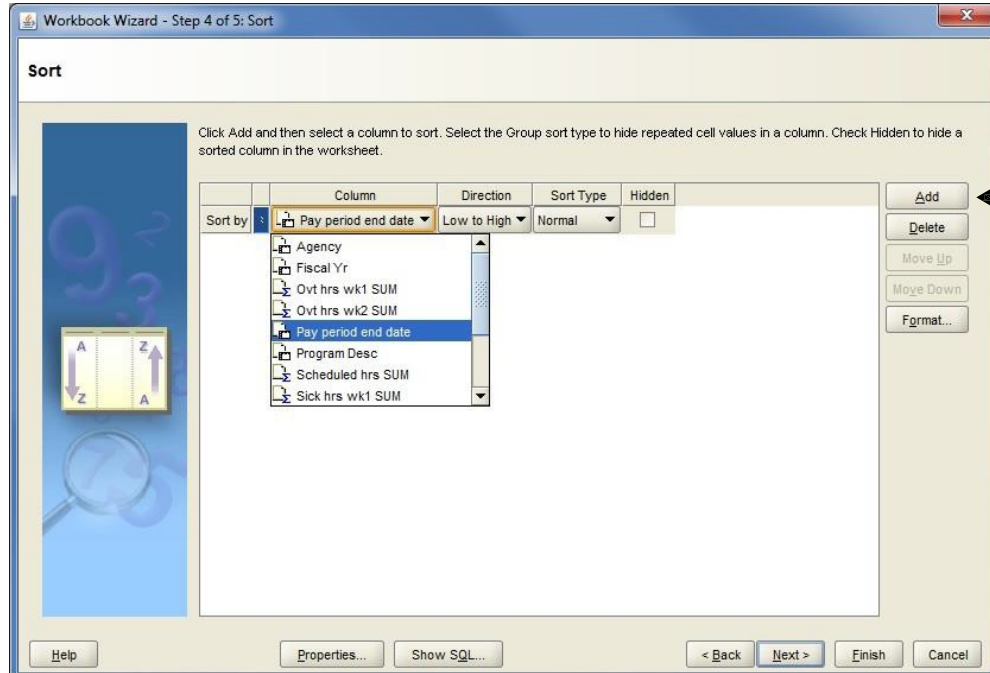 Workbook Wizard - Step 4 of 5: Sort
Sort
Click Add and then select a column to sort. Select the Group sort type to hide repeated cell values in a column. Check Hidden to hide a
sorted column in the worksheet.
Column Direction Sort Type Hidden
Sort by Pay period end date Low to High Normal
Agency
Fiscal Yr
Ovt hrs wk1 SUM
Ovt hrs wk2 SUM
Pay period end date
Program Desc
Scheduled hrs SUM
Sick hrs wk1 SUM
Add
Delete
Move Up
Move Down
Format...
9 2
3
A Z
Z A
Help Properties... Show SQL... < Back Next > Finish Cancel